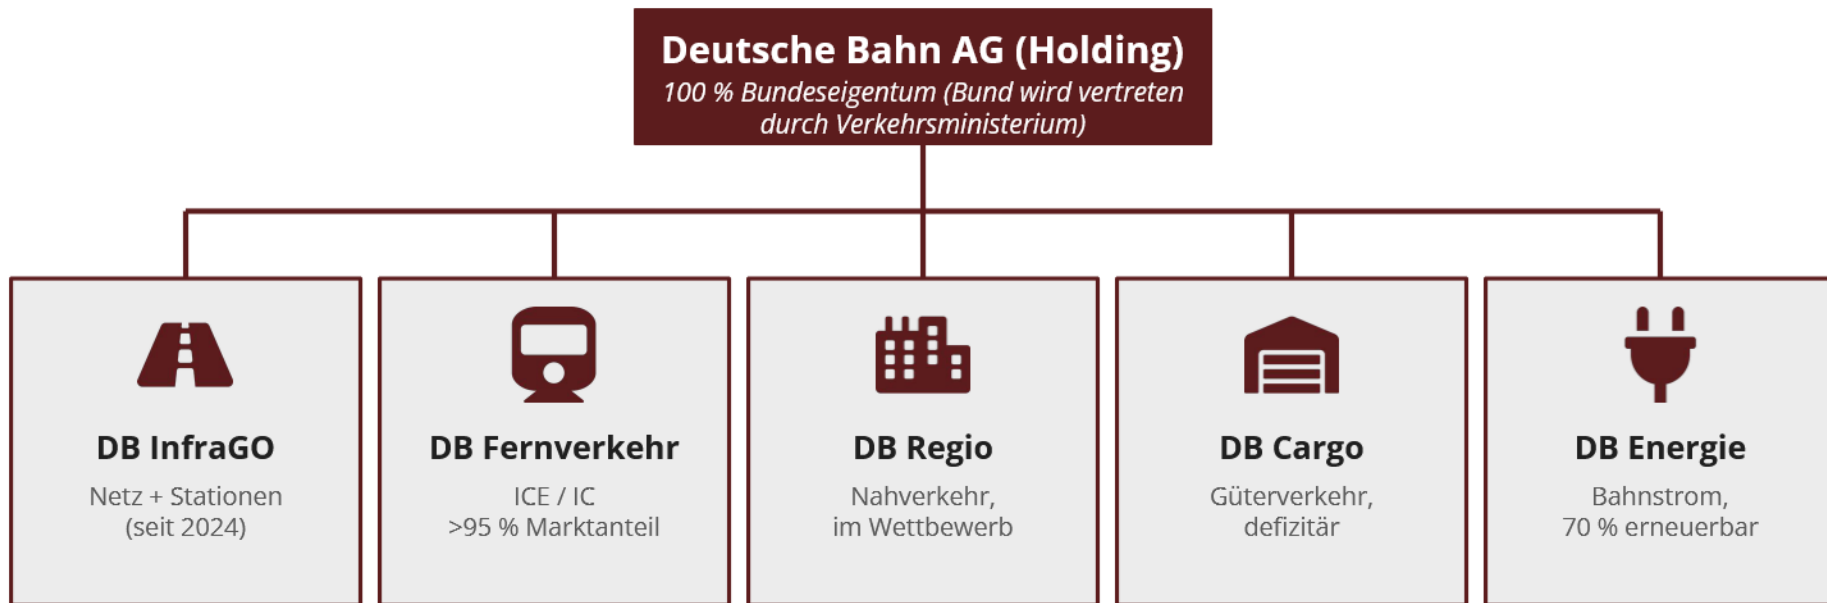 Deutsche Bahn AG (Holding)
100 % Bundeseigentum (Bund wird vertreten
durch Verkehrsministerium)
DB InfraGO
Netz + Stationen
(seit 2024)
DB Fernverkehr
ICE / IC
>95 % Marktanteil
DB Regio
Nahverkehr,
im Wettbewerb
DB Cargo
Güterverkehr,
defizitär
DB Energie
Bahnstrom,
70 % erneuerbar